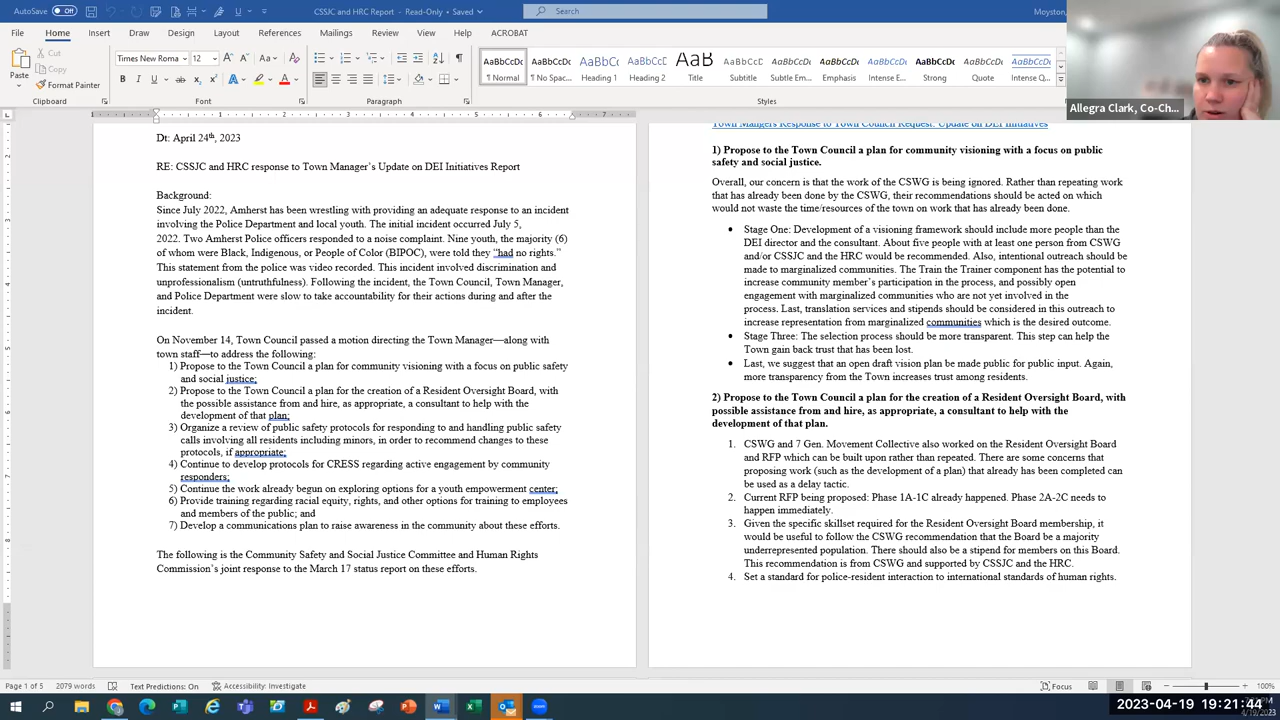 AutoSave Off CSSJC and HRC Report - Read-Only • Saved Search Moyston,
File Home Insert Draw Design Layout References Mailings Review View Help ACROBAT
Cut
Copy
Format Painter
Paste
Times New Roma 12
AaBbCcDc AaBbCcDc AaBbCc AaBbCcC AaB AaBbCcC AaBbCcDc AaBbCcDc AaBbCcDc AaBbCcDc AaBbCcDc AaBbCcDc
¶ Normal ¶ No Spac... Heading 1 Heading 2 Title Subtitle Subtle Em... Emphasis Intense E... Strong Quote Intense Q...
Clipboard Font Paragraph Styles
Allegra Clark, Co-Ch...
Dt: April 24th, 2023
RE: CSSJC and HRC response to Town Manager's Update on DEI Initiatives Report
Background:
Since July 2022, Amherst has been wrestling with providing an adequate response to an incident
involving the Police Department and local youth. The initial incident occurred July 5,
2022. Two Amherst Police officers responded to a noise complaint. Nine youth, the majority (6)
of whom were Black, Indigenous, or People of Color (BIPOC), were told they “had no rights.”
This statement from the police was video recorded. This incident involved discrimination and
unprofessionalism (untruthfulness). Following the incident, the Town Council, Town Manager,
and Police Department were slow to take accountability for their actions during and after the
incident.
On November 14, Town Council passed a motion directing the Town Manager—along with
town staff—to address the following:
1) Propose to the Town Council a plan for community visioning with a focus on public safety
and social justice;
2) Propose to the Town Council a plan for the creation of a Resident Oversight Board, with
the possible assistance from and hire, as appropriate, a consultant to help with the
development of that plan;
3) Organize a review of public safety protocols for responding to and handling public safety
calls involving all residents including minors, in order to recommend changes to these
protocols, if appropriate;
4) Continue to develop protocols for CRESS regarding active engagement by community
responders;
5) Continue the work already begun on exploring options for a youth empowerment center;
6) Provide training regarding racial equity, rights, and other options for training to employees
and members of the public; and
7) Develop a communications plan to raise awareness in the community about these efforts.
The following is the Community Safety and Social Justice Committee and Human Rights
Commission's joint response to the March 17 status report on these efforts.
Town Mangers Response to Town Council Request: Update on DEI Initiatives
1) Propose to the Town Council a plan for community visioning with a focus on public
safety and social justice.
Overall, our concern is that the work of the CSWG is being ignored. Rather than repeating work
that has already been done by the CSWG, their recommendations should be acted on which
would not waste the time/resources of the town on work that has already been done.
• Stage One: Development of a visioning framework should include more people than the
DEI director and the consultant. About five people with at least one person from CSWG
and/or CSSJC and the HRC would be recommended. Also, intentional outreach should be
made to marginalized communities. The Train the Trainer component has the potential to
increase community member's participation in the process, and possibly open
engagement with marginalized communities who are not yet involved in the
process. Last, translation services and stipends should be considered in this outreach to
increase representation from marginalized communities which is the desired outcome.
• Stage Three: The selection process should be more transparent. This step can help the
Town gain back trust that has been lost.
• Last, we suggest that an open draft vision plan be made public for public input. Again,
more transparency from the Town increases trust among residents.
2) Propose to the Town Council a plan for the creation of a Resident Oversight Board, with
possible assistance from and hire, as appropriate, a consultant to help with the
development of that plan.
1. CSWG and 7 Gen. Movement Collective also worked on the Resident Oversight Board
and RFP which can be built upon rather than repeated. There are some concerns that
proposing work (such as the development of a plan) that has already been completed can
be used as a delay tactic.
2. Current RFP being proposed: Phase 1A-1C already happened. Phase 2A-2C needs to
happen immediately.
3. Given the specific skillset required for the Resident Oversight Board membership, it
would be useful to follow the CSWG recommendation that the Board be a majority
underrepresented population. There should also be a stipend for members on this Board.
This recommendation is from CSWG and supported by CSSJC and the HRC.
4. Set a standard for police-resident interaction to international standards of human rights.
Page 1 of 5 2079 words Text Predictions: On Accessibility: Investigate Focus 100%
2023-04-19 19:21:44